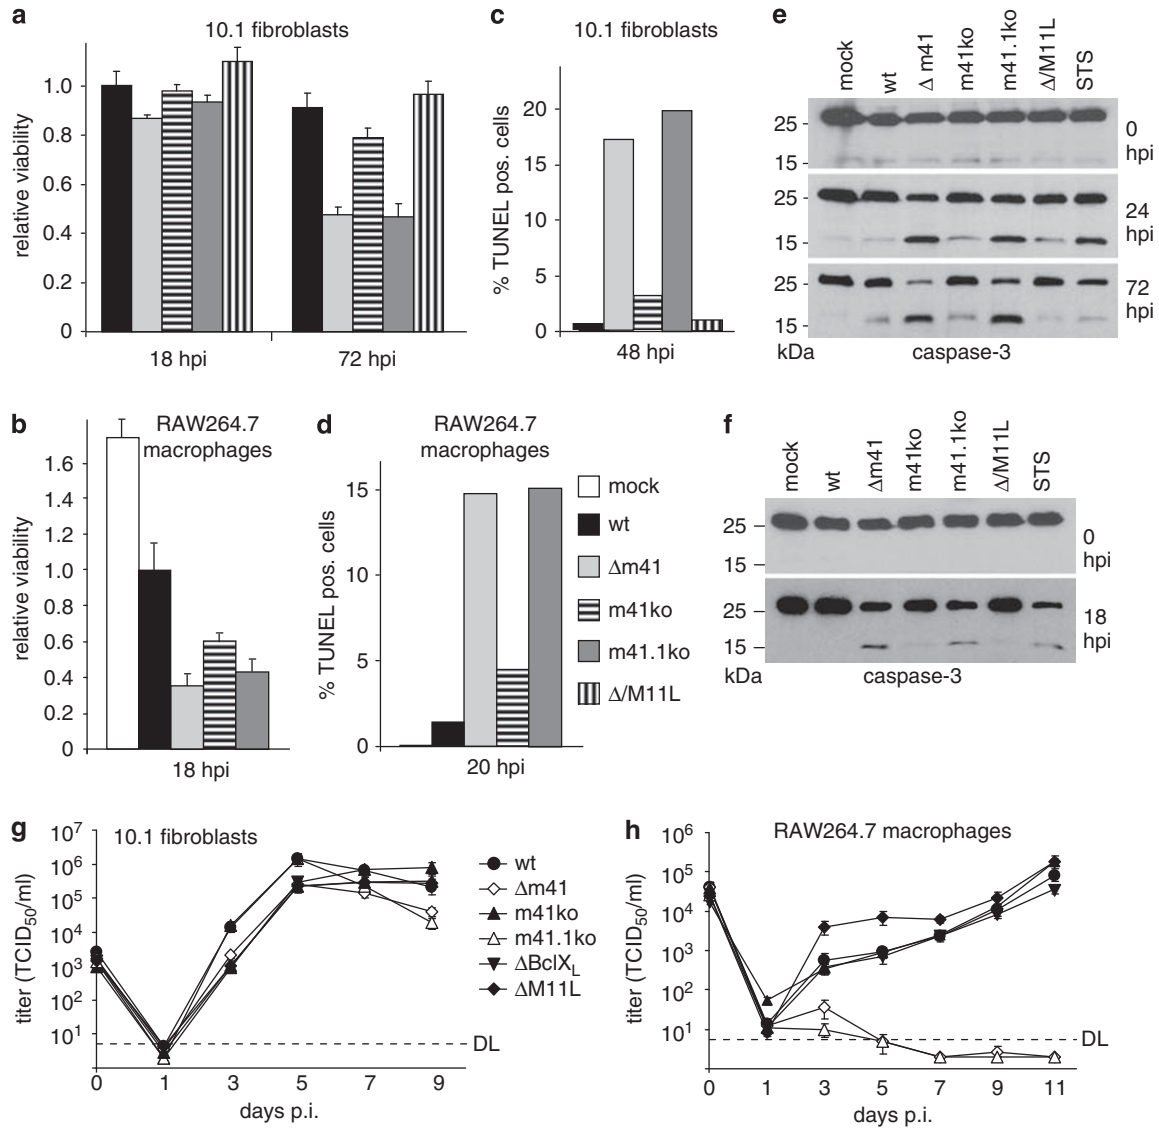 a
10.1 fibroblasts
relative viability
1.0
0.8
0.6
0.4
0.2
0
18 hpi
72 hpi
c
10.1 fibroblasts
% TUNEL pos. cells
20
15
10
5
0
48 hpi
e
mock
wt
Δ m41
m41ko
m41.1ko
Δ/M11L
STS
25
15
0
hpi
25
15
24
hpi
25
15
72
hpi
kDa
caspase-3
b
RAW264.7
macrophages
relative viability
1.6
1.4
1.2
1.0
0.8
0.6
0.4
0.2
0
18 hpi
d
RAW264.7
macrophages
% TUNEL pos. cells
15
10
5
0
20 hpi
mock
wt
Δm41
m41ko
m41.1ko
Δ/M11L
f
mock
wt
Δm41
m41ko
m41.1ko
Δ/M11L
STS
25
15
0
hpi
25
15
18
hpi
kDa
caspase-3
g
10.1 fibroblasts
titer (TCID50/ml)
10^7
10^6
10^5
10^4
10^3
10^2
10^1
DL
0 1 3 5 7 9
days p.i.
wt
Δm41
m41ko
m41.1ko
ΔBclXL
ΔM11L
h
RAW264.7 macrophages
titer (TCID50/ml)
10^6
10^5
10^4
10^3
10^2
10^1
DL
0 1 3 5 7 9 11
days p.i.